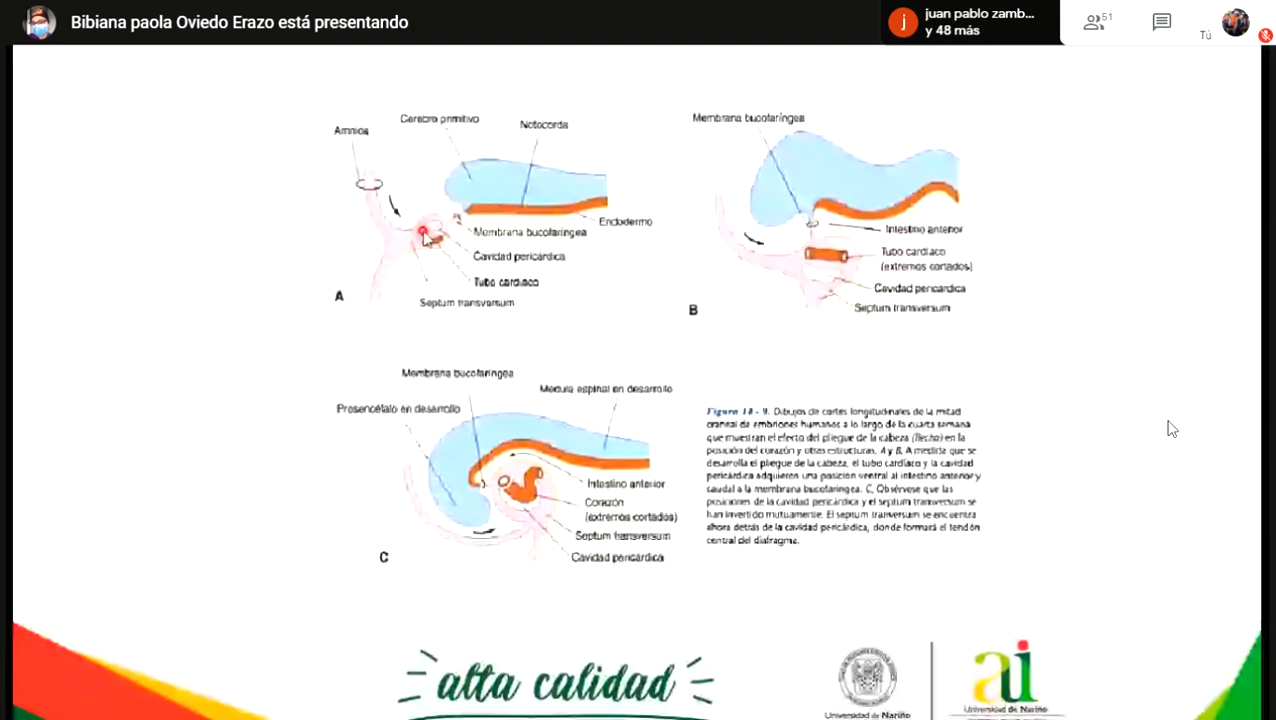 Bibiana paola Oviedo Erazo está presentando
j
juan pablo zamb...
y 48 más
51
Tú
Amnios
Cerebro primitivo
Notocorda
Endodermo
Membrana bucofaríngea
Cavidad pericárdica
Tubo cardíaco
Septum transversum
A
Membrana bucofaríngea
Intestino anterior
Tubo cardíaco
(extremos cortados)
Cavidad pericárdica
Septum transversum
B
Membrana bucofaríngea
Médula espinal en desarrollo
Prosencéfalo en desarrollo
Intestino anterior
Corazón
(extremos cortados)
Septum transversum
Cavidad pericárdica
C
Figura 14-9. Dibujos de cortes longitudinales de la mitad
craneal de embriones humanos a lo largo de la cuarta semana
que muestran el efecto del pliegue de la cabeza (flecha) en la
posición del corazón y otras estructuras. A y B, A medida que se
desarrolla el pliegue de la cabeza, el tubo cardíaco y la cavidad
pericárdica adquieren una posición ventral al intestino anterior y
caudal a la membrana bucofaríngea. C, Obsérvese que las
posiciones de la cavidad pericárdica y el septum transversum se
han invertido mutuamente. El septum transversum se encuentra
ahora detrás de la cavidad pericárdica, donde formará el tendón
central del diafragma.
alta calidad
Universidad de Nariño
ai
Universidad de Nariño